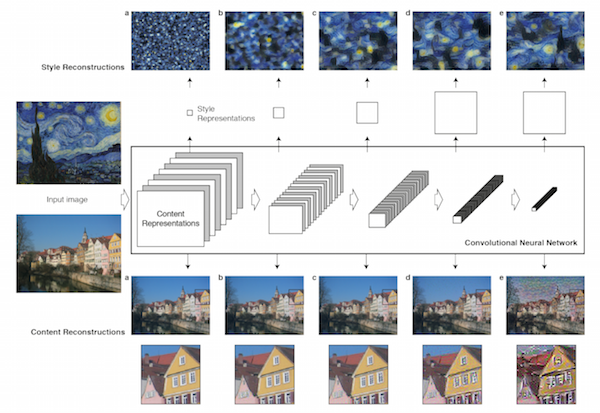 a b c d e
Style Reconstructions
Style
Representations
Input image
Content
Representations
Convolutional Neural Network
a b c d e
Content Reconstructions